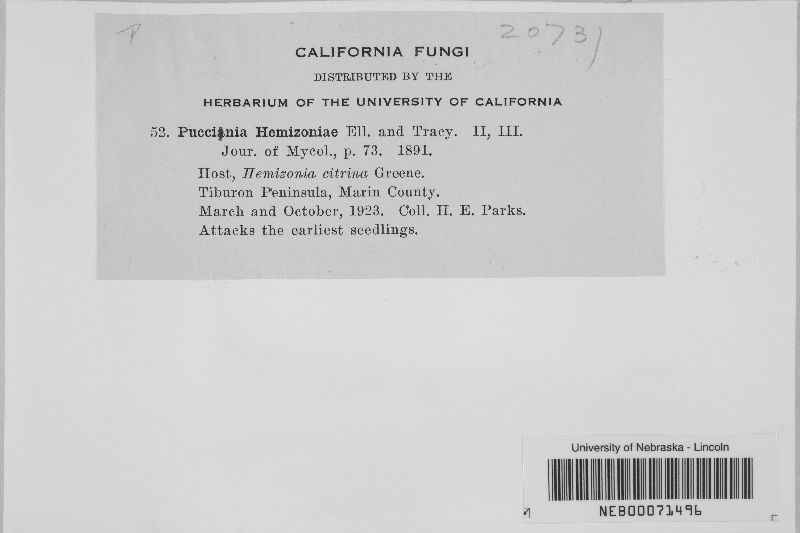 P 2073)
CALIFORNIA FUNGI
DISTRIBUTED BY THE
HERBARIUM OF THE UNIVERSITY OF CALIFORNIA
52. Pucciinia Hemizoniae Ell. and Tracy. II, III.
Jour. of Mycol., p. 73. 1891.
Host, Hemizonia citrina Greene.
Tiburon Peninsula, Marin County.
March and October, 1923. Coll. H. E. Parks.
Attacks the earliest seedlings.
University of Nebraska - Lincoln
NEB00071496